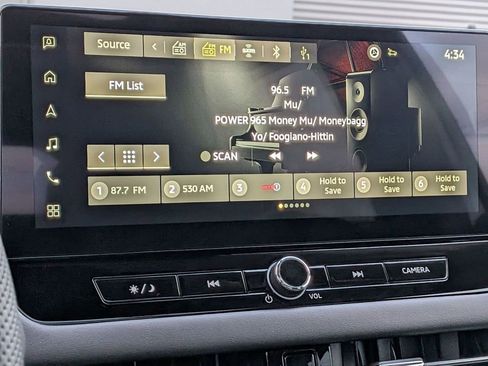 Source
FM
4:34
FM List
96.5 FM
Mu/
POWER 965 Money Mu/ Moneybagg
Yo/ Foogiano-Hittin
SCAN
1 87.7 FM
2 530 AM
3
4 Hold to
Save
5 Hold to
Save
6 Hold to
Save
VOL
CAMERA